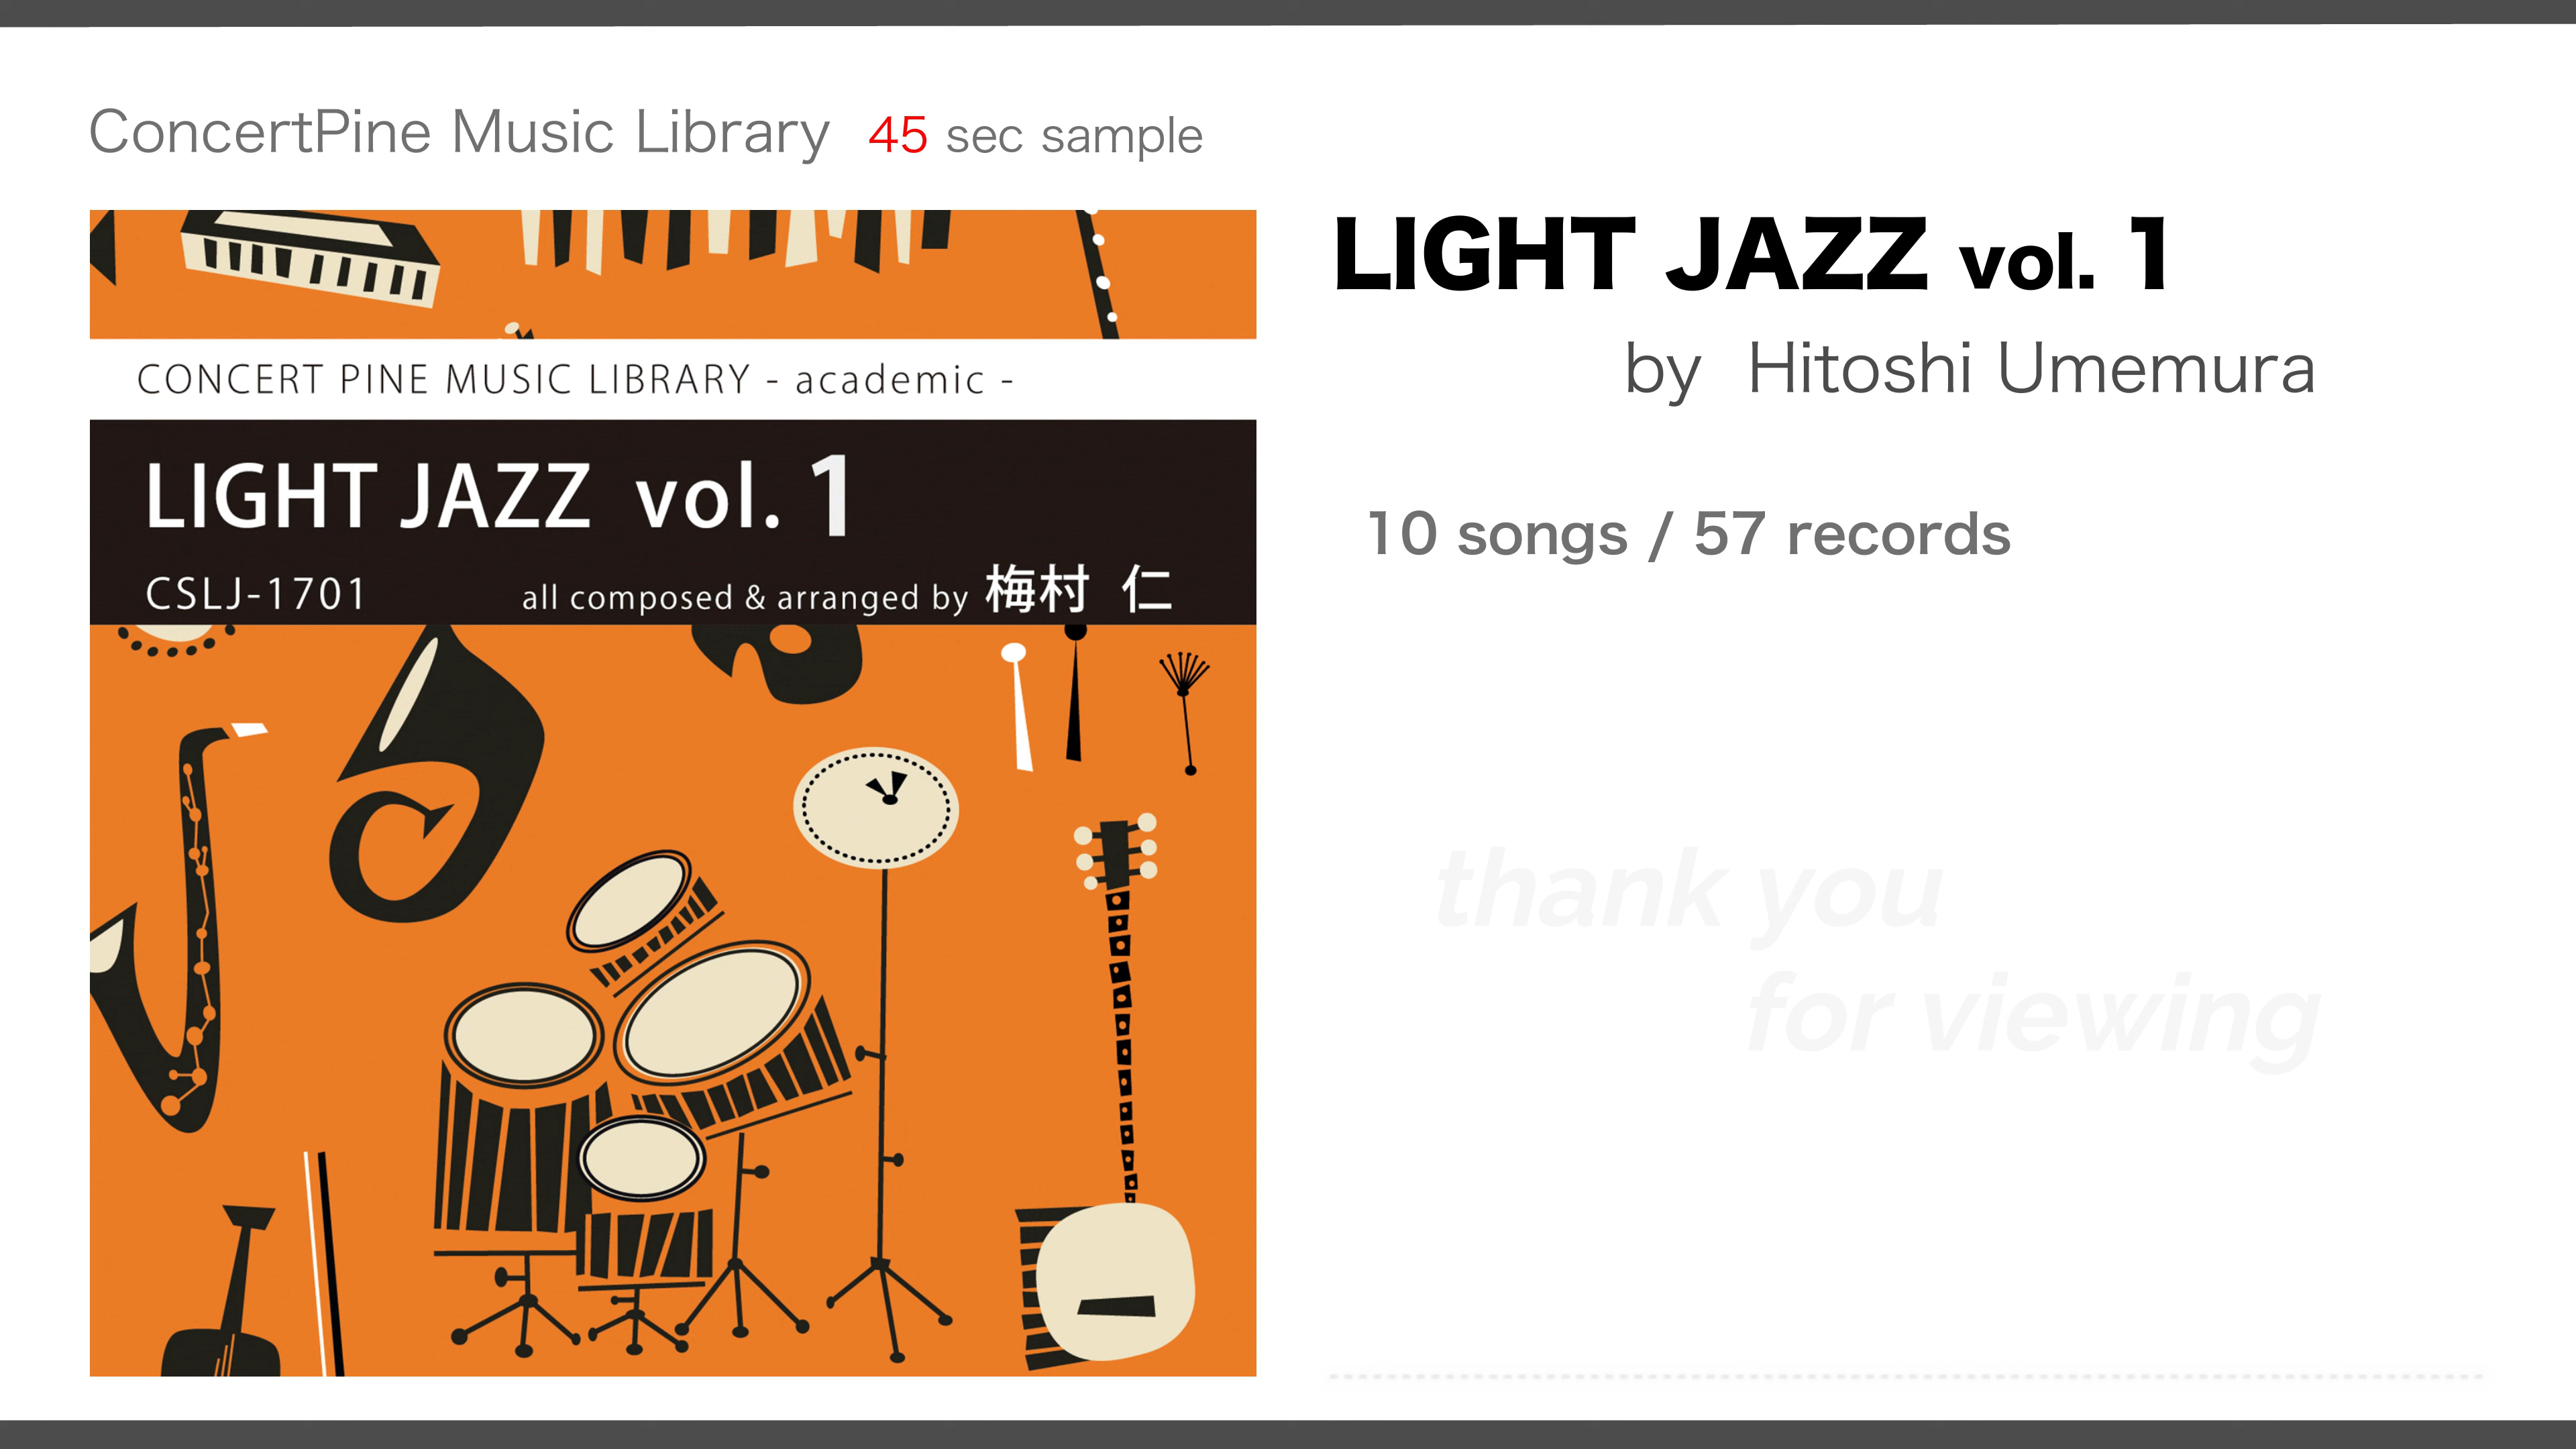 ConcertPine Music Library 45 sec sample
CONCERT PINE MUSIC LIBRARY - academic -
LIGHT JAZZ vol. 1
CSLJ-1701 all composed & arranged by 梅村 仁
LIGHT JAZZ vol. 1
by Hitoshi Umemura
10 songs / 57 records
thank you
for viewing